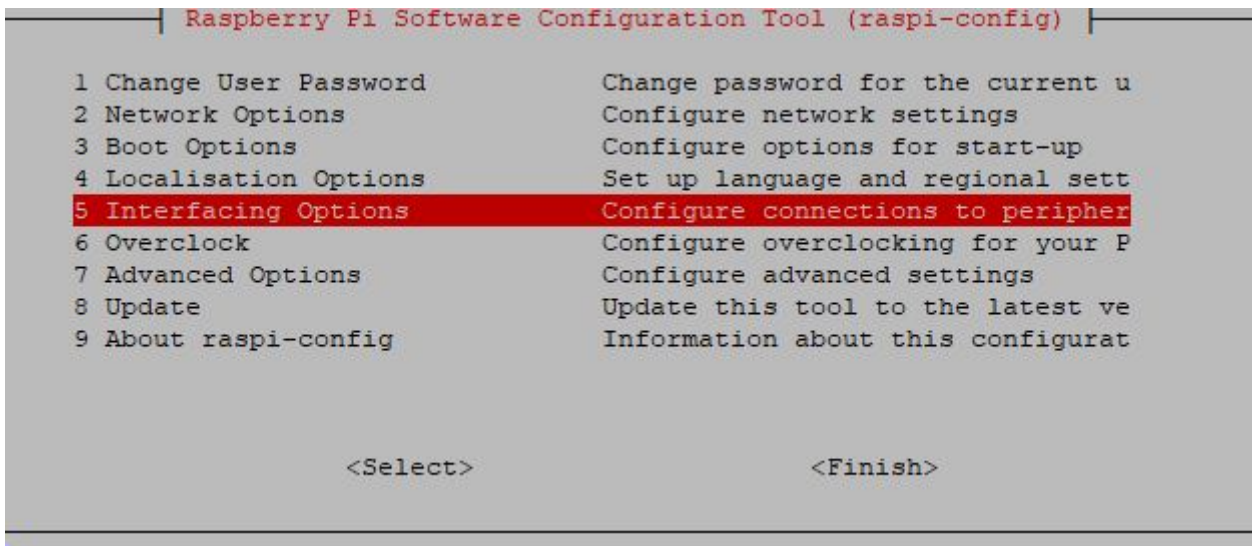 Raspberry Pi Software Configuration Tool (raspi-config)
1 Change User Password Change password for the current u
2 Network Options Configure network settings
3 Boot Options Configure options for start-up
4 Localisation Options Set up language and regional sett
5 Interfacing Options Configure connections to peripher
6 Overclock Configure overclocking for your P
7 Advanced Options Configure advanced settings
8 Update Update this tool to the latest ve
9 About raspi-config Information about this configurat
<Select> <Finish>